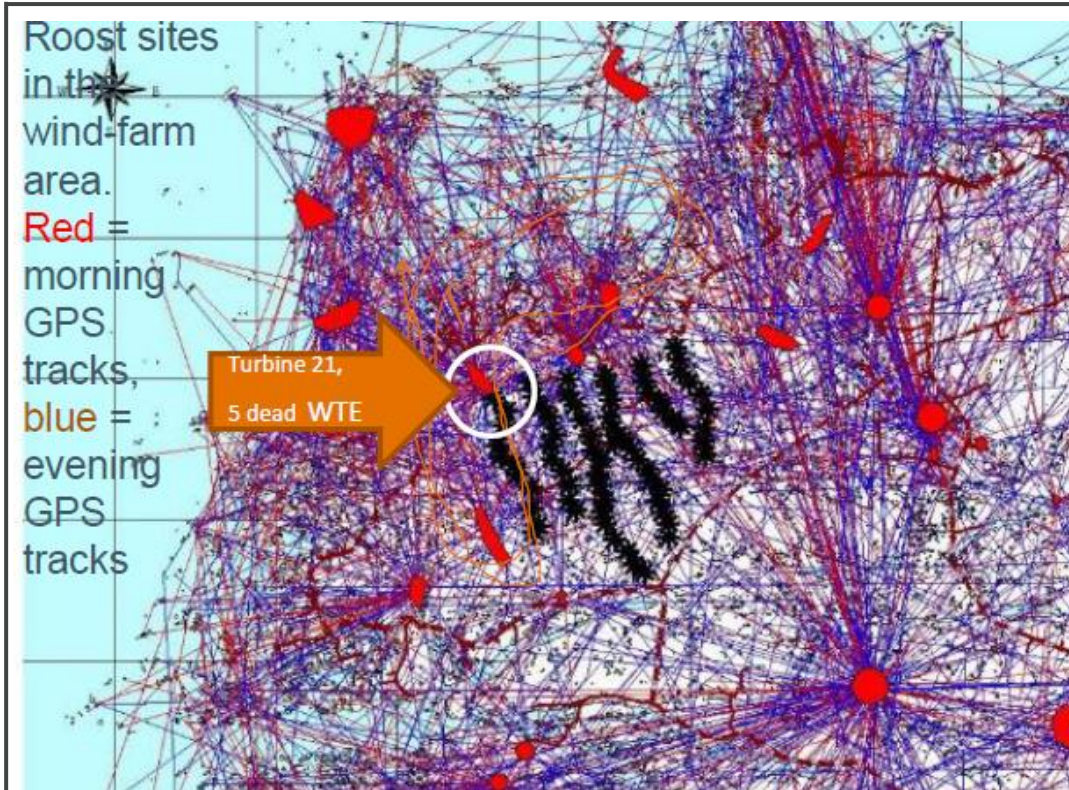 Roost sites
in the
wind-farm
area.
Red =
morning
GPS
tracks,
blue =
evening
GPS
tracks
Turbine 21,
5 dead WTE